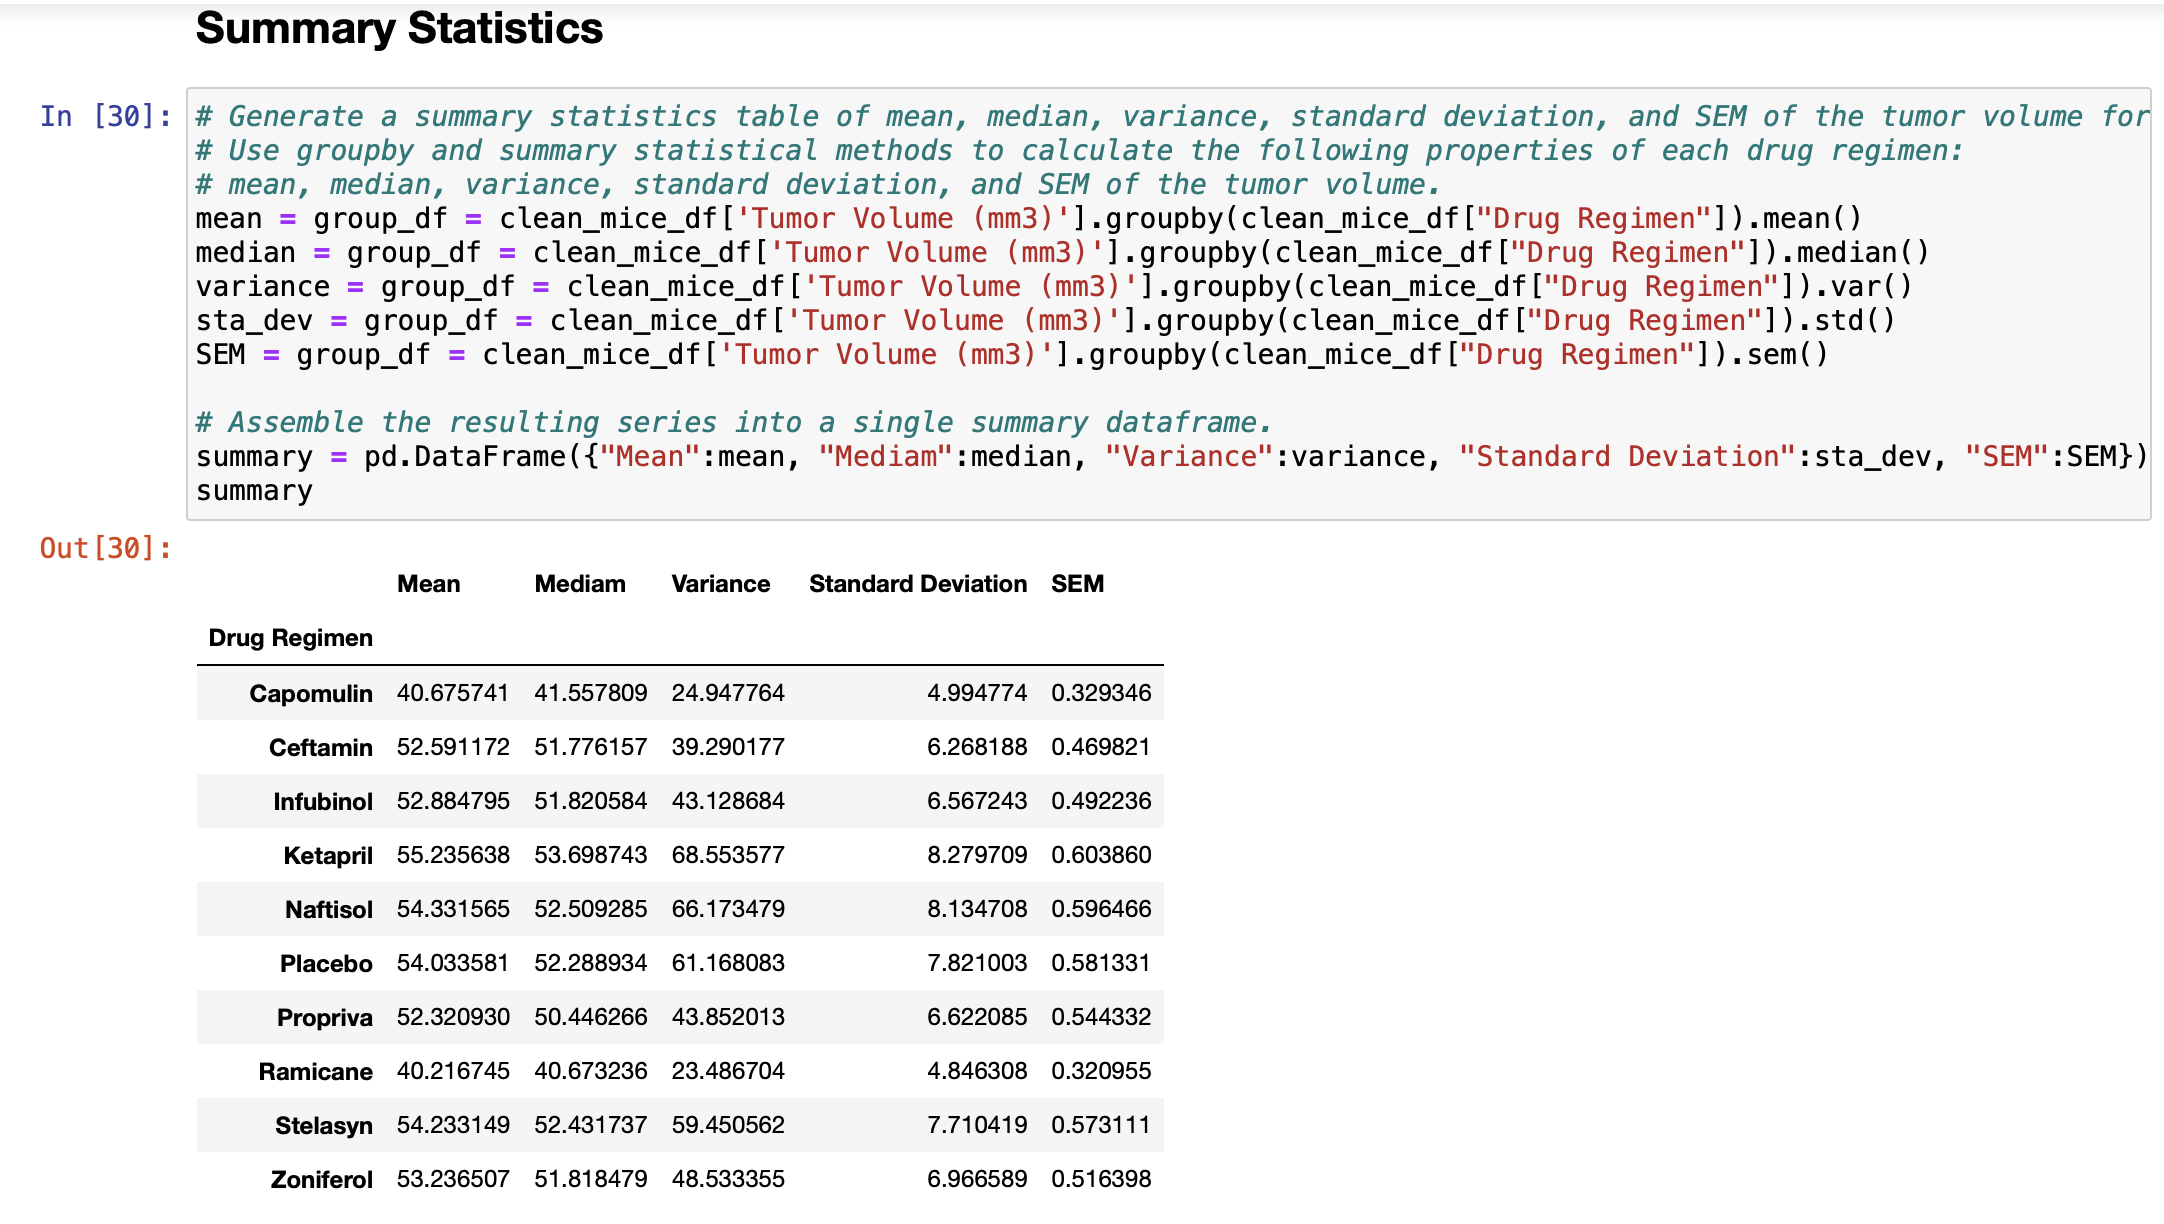 Summary Statistics
In [30]:
# Generate a summary statistics table of mean, median, variance, standard deviation, and SEM of the tumor volume for
# Use groupby and summary statistical methods to calculate the following properties of each drug regimen:
# mean, median, variance, standard deviation, and SEM of the tumor volume.
mean = group_df = clean_mice_df['Tumor Volume (mm3)'].groupby(clean_mice_df["Drug Regimen"]).mean()
median = group_df = clean_mice_df['Tumor Volume (mm3)'].groupby(clean_mice_df["Drug Regimen"]).median()
variance = group_df = clean_mice_df['Tumor Volume (mm3)'].groupby(clean_mice_df["Drug Regimen"]).var()
sta_dev = group_df = clean_mice_df['Tumor Volume (mm3)'].groupby(clean_mice_df["Drug Regimen"]).std()
SEM = group_df = clean_mice_df['Tumor Volume (mm3)'].groupby(clean_mice_df["Drug Regimen"]).sem()
# Assemble the resulting series into a single summary dataframe.
summary = pd.DataFrame({"Mean":mean, "Mediam":median, "Variance":variance, "Standard Deviation":sta_dev, "SEM":SEM})
summary
Out[30]:
Mean Mediam Variance Standard Deviation SEM
Drug Regimen
Capomulin 40.675741 41.557809 24.947764 4.994774 0.329346
Ceftamin 52.591172 51.776157 39.290177 6.268188 0.469821
Infubinol 52.884795 51.820584 43.128684 6.567243 0.492236
Ketapril 55.235638 53.698743 68.553577 8.279709 0.603860
Naftisol 54.331565 52.509285 66.173479 8.134708 0.596466
Placebo 54.033581 52.288934 61.168083 7.821003 0.581331
Propriva 52.320930 50.446266 43.852013 6.622085 0.544332
Ramicane 40.216745 40.673236 23.486704 4.846308 0.320955
Stelasyn 54.233149 52.431737 59.450562 7.710419 0.573111
Zoniferol 53.236507 51.818479 48.533355 6.966589 0.516398